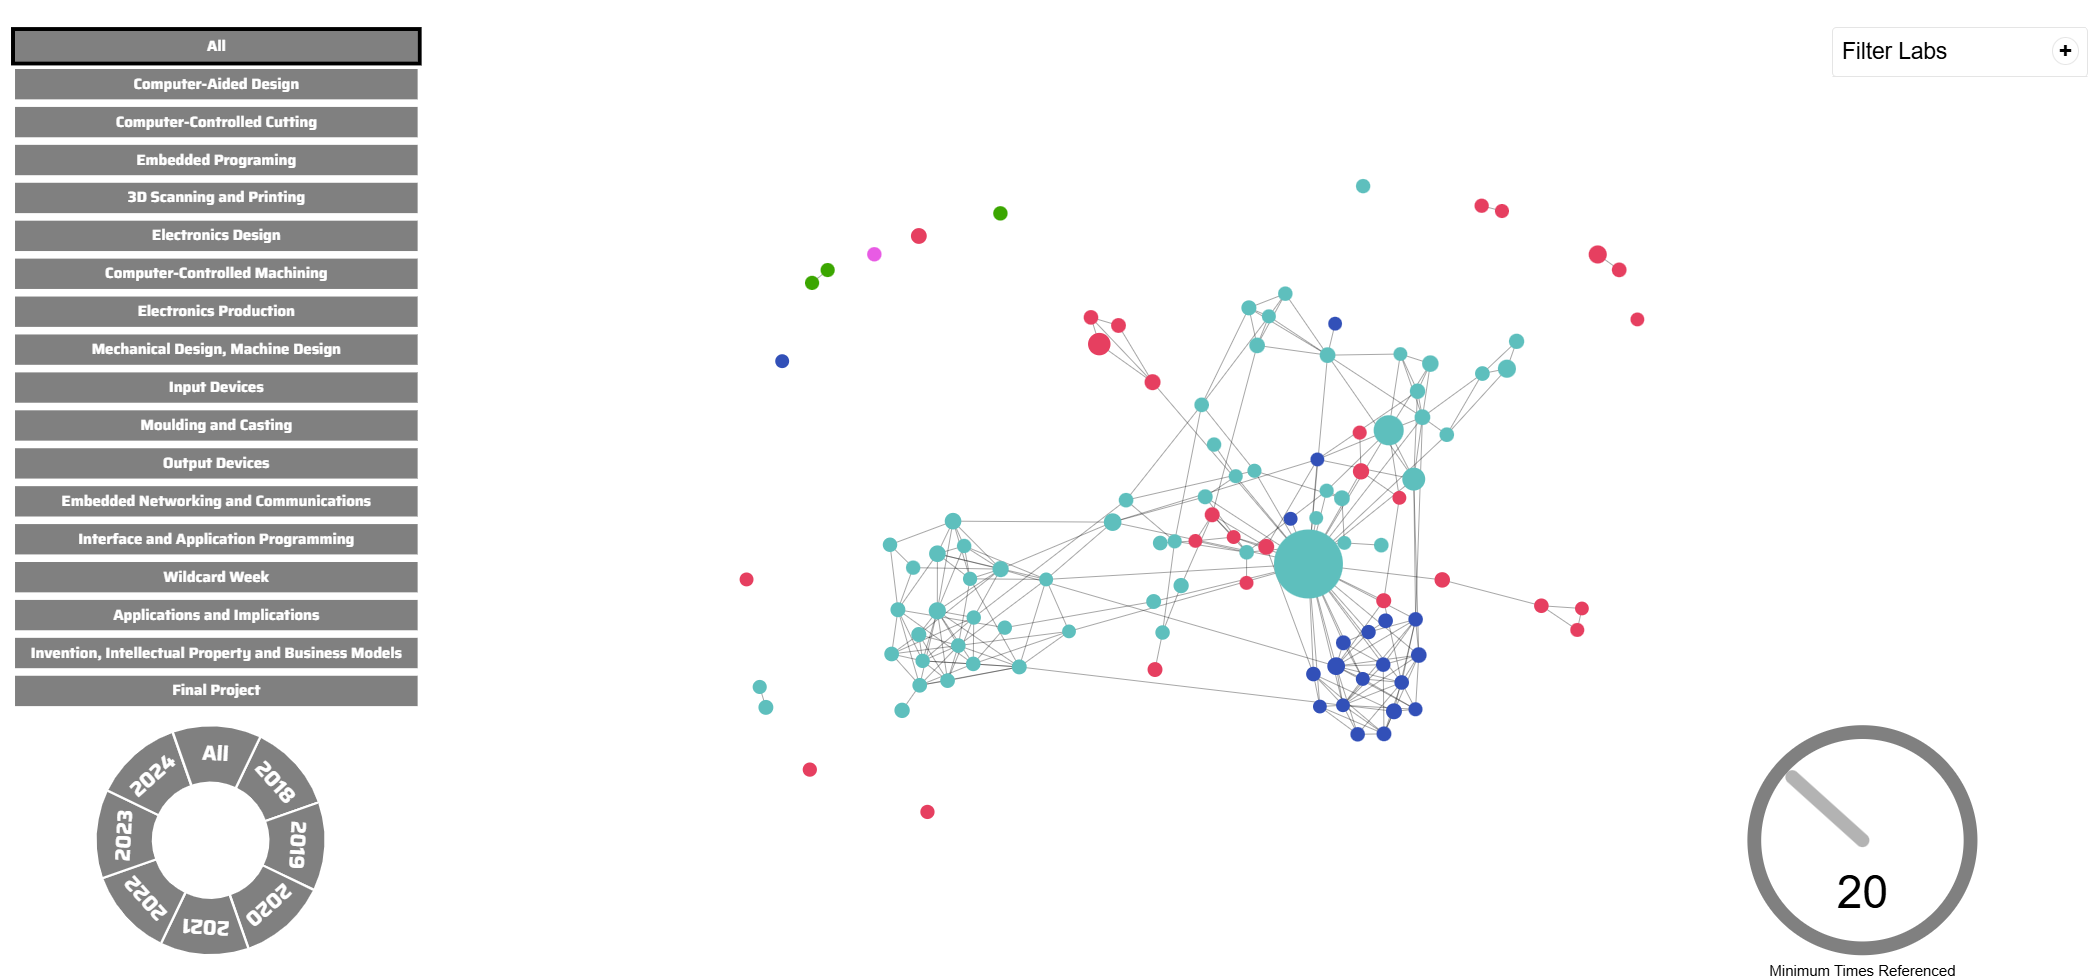 All
Computer-Aided Design
Computer-Controlled Cutting
Embedded Programing
3D Scanning and Printing
Electronics Design
Computer-Controlled Machining
Electronics Production
Mechanical Design, Machine Design
Input Devices
Moulding and Casting
Output Devices
Embedded Networking and Communications
Interface and Application Programming
Wildcard Week
Applications and Implications
Invention, Intellectual Property and Business Models
Final Project
All
2018
2019
2020
2021
2022
2023
2024
Filter Labs
+
20
Minimum Times Referenced